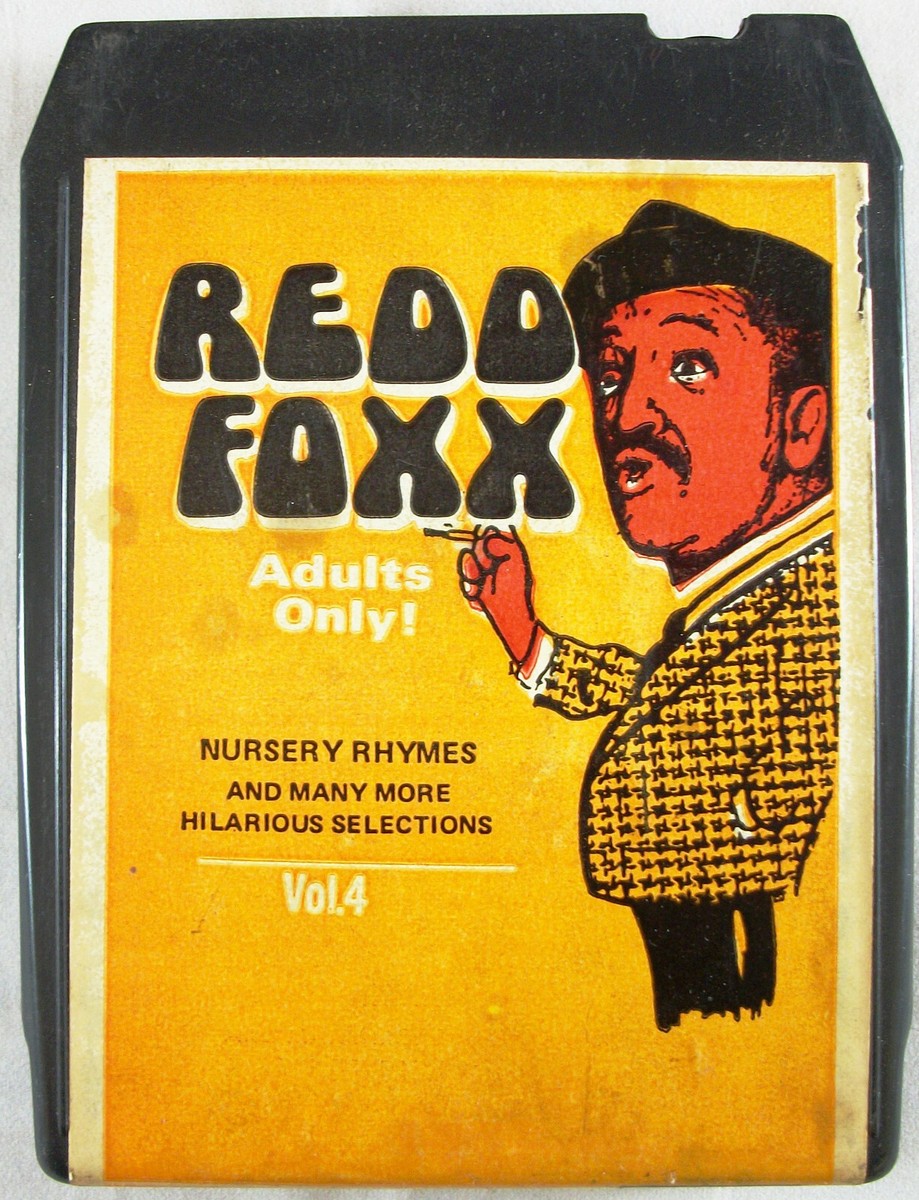 REDD
FOXX
Adults
Only!
NURSERY RHYMES
AND MANY MORE
HILARIOUS SELECTIONS
Vol.4